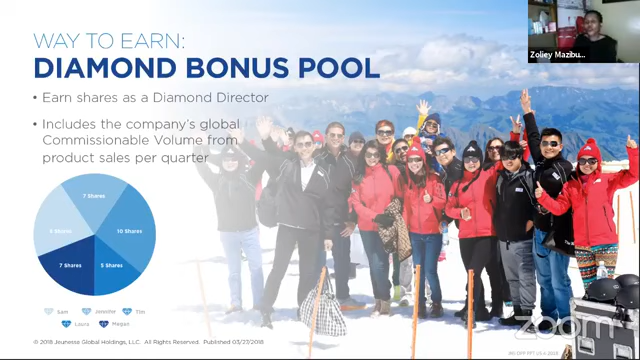 WAY TO EARN:
DIAMOND BONUS POOL
• Earn shares as a Diamond Director
• Includes the company's global
Commissionable Volume from
product sales per quarter
7 Shares
10 Shares
5 Shares
7 Shares
Shares
Sam
Jennifer
Tim
Laura
Megan
© 2018 Jeunesse Global Holdings, LLC. All Rights Reserved. Published 03/27/2018
Zoliey Mazibu...
zoom